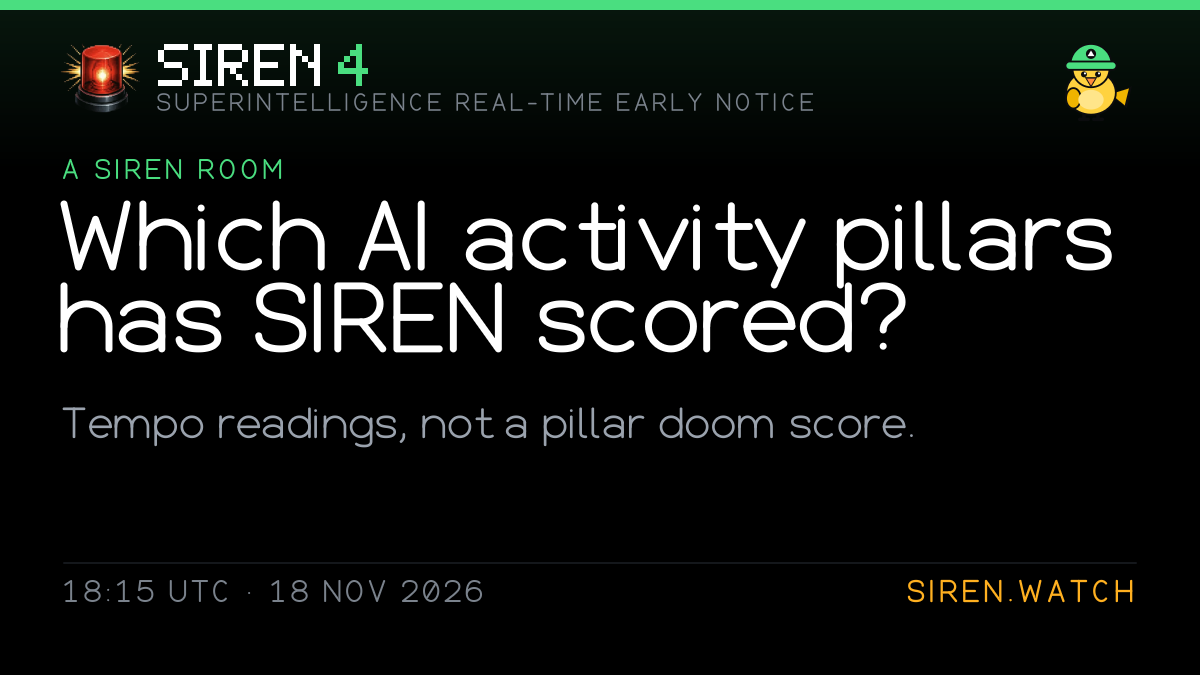 SIREN 4
SUPERINTELLIGENCE REAL-TIME EARLY NOTICE
A SIREN ROOM
Which AI activity pillars
has SIREN scored?
Tempo readings, not a pillar doom score.
18:15 UTC · 18 NOV 2026
SIREN.WATCH